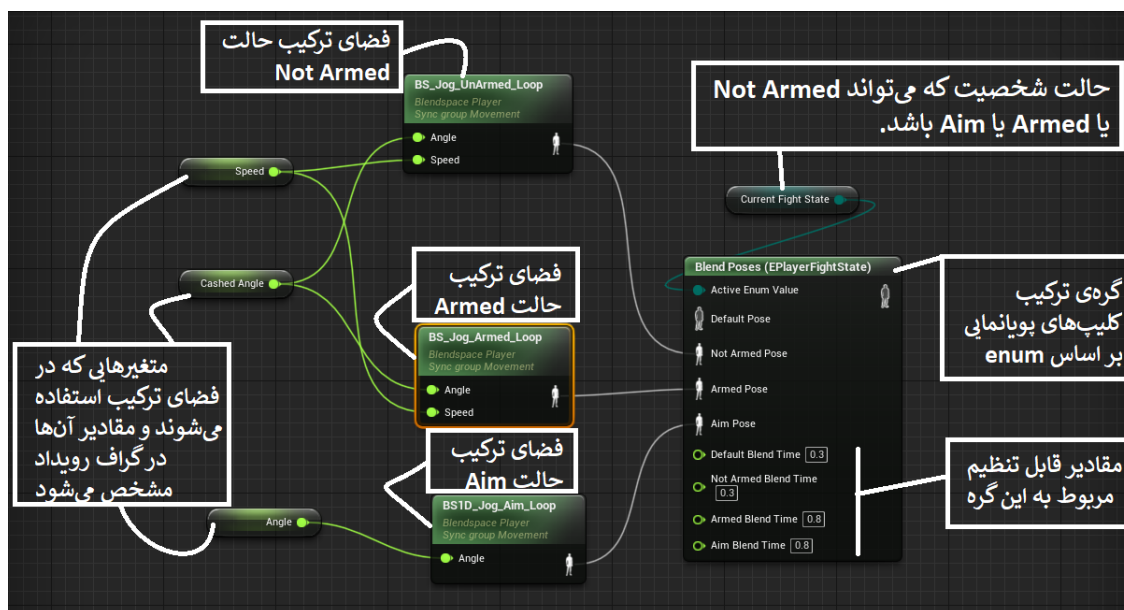 فضای ترکیب حالت
Not Armed
BS_Jog_UnArmed_Loop
Blendspace Player
Sync group Movement
Angle
Speed
حالت شخصیت که می‌تواند Not Armed
یا Armed یا Aim باشد.
Speed
Current Fight State
Cashed Angle
فضای ترکیب
حالت Armed
BS_Jog_Armed_Loop
Blendspace Player
Sync group Movement
Angle
Speed
Blend Poses (EPlayerFightState)
Active Enum Value
Default Pose
Not Armed Pose
Armed Pose
Aim Pose
Default Blend Time 0.3
Not Armed Blend Time
0.3
Armed Blend Time 0.8
Aim Blend Time 0.8
گره‌ی ترکیب
کلیپ‌های پویانمایی
بر اساس enum
متغیرهایی که در
فضای ترکیب استفاده
می‌شوند و مقادیر آن‌ها
در گراف رویداد
مشخص می‌شود
فضای ترکیب
حالت Aim
BS1D_Jog_Aim_Loop
Blendspace Player
Sync group Movement
Angle
Angle
مقادیر قابل تنظیم
مربوط به این گره